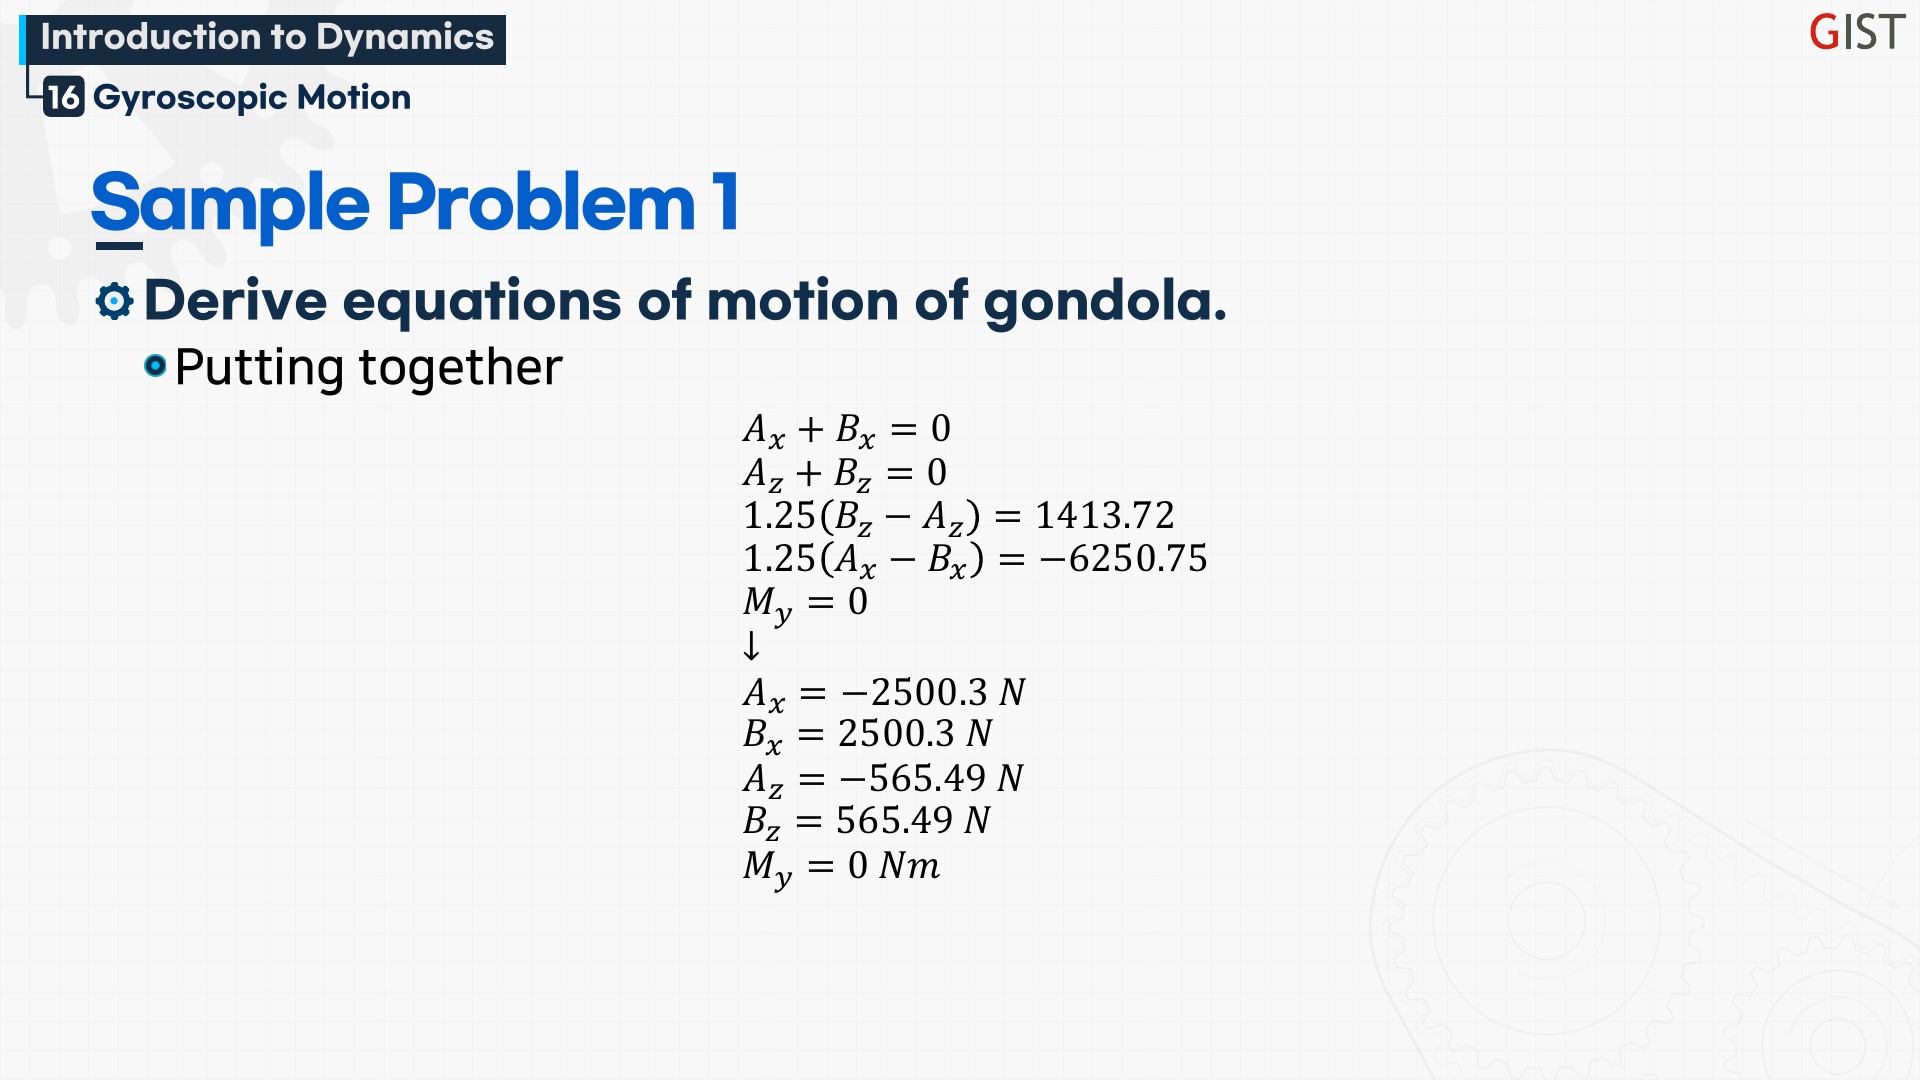 Introduction to Dynamics
GIST
16 Gyroscopic Motion
Sample Problem 1
Derive equations of motion of gondola.
Putting together
A_x + B_x = 0
A_z + B_z = 0
1.25(B_z − A_z) = 1413.72
1.25(A_x − B_x) = −6250.75
M_y = 0
↓
A_x = −2500.3 N
B_x = 2500.3 N
A_z = −565.49 N
B_z = 565.49 N
M_y = 0 Nm